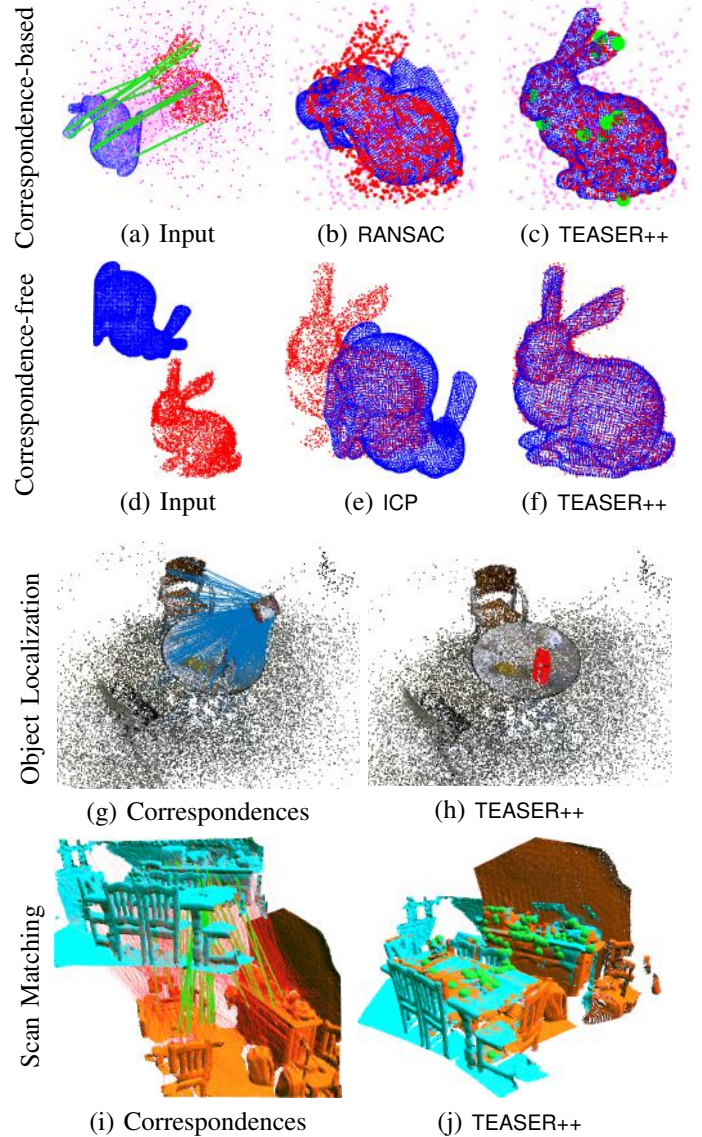 Correspondence-based
(a) Input
(b) RANSAC
(c) TEASER++
Correspondence-free
(d) Input
(e) ICP
(f) TEASER++
Object Localization
(g) Correspondences
(h) TEASER++
Scan Matching
(i) Correspondences
(j) TEASER++